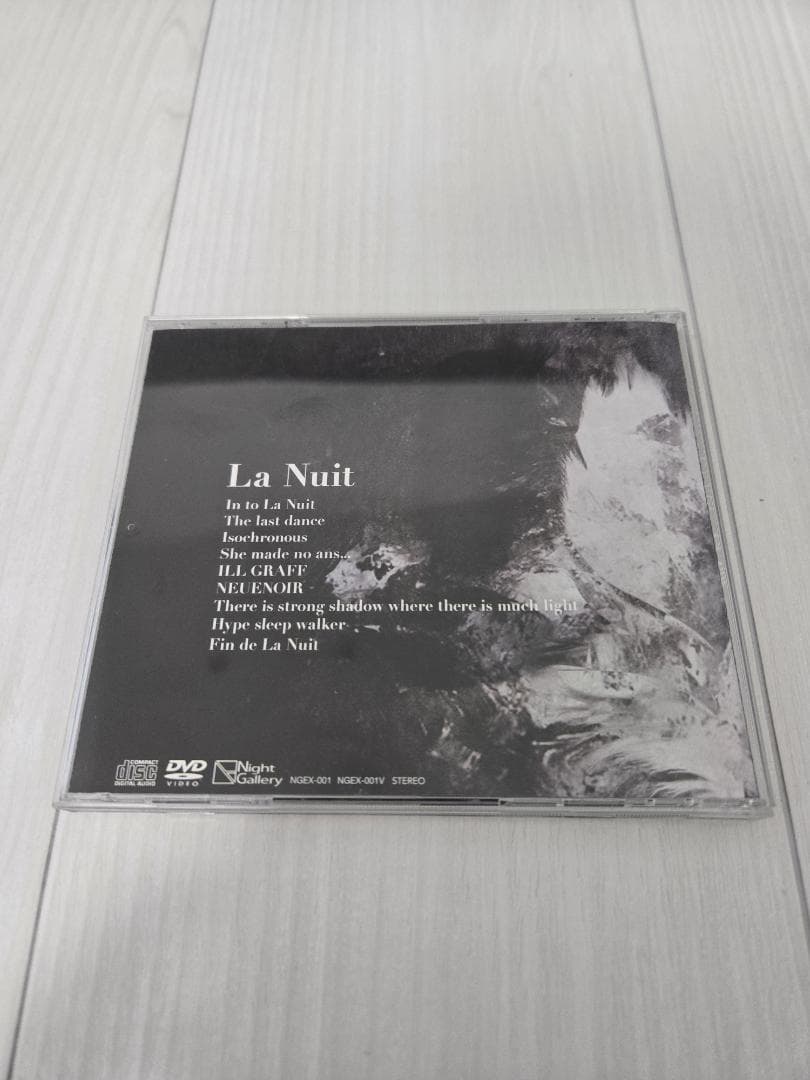 La Nuit
In to La Nuit
The last dance
Isochronous
She made no ans...
ILL GRAFF
NEUENOIR
There is strong shadow where there is much light
Hype sleep walker
Fin de La Nuit
COMPACT
disc
DIGITAL AUDIO
DVD
VIDEO
Night
Gallery
NGEX-001 NGEX-001V STEREO